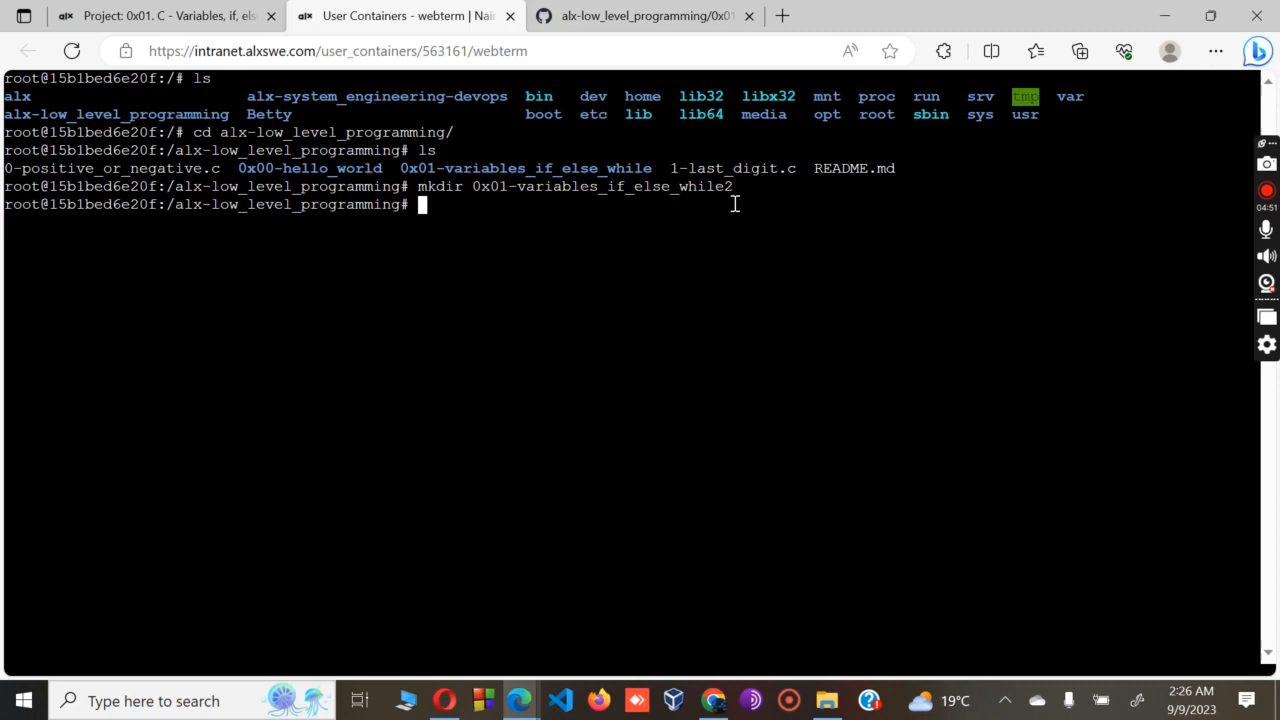 Project: 0x01. C - Variables, if, els
User Containers - webterm | Nair
alx-low_level_programming/0x01
https://intranet.alxswe.com/user_containers/563161/webterm
root@15b1bed6e20f:/# ls
alx alx-system_engineering-devops bin dev home lib32 libx32 mnt proc run srv tmp var
alx-low_level_programming Betty boot etc lib lib64 media opt root sbin sys usr
root@15b1bed6e20f:/# cd alx-low_level_programming/
root@15b1bed6e20f:/alx-low_level_programming# ls
0-positive_or_negative.c 0x00-hello_world 0x01-variables_if_else_while 1-last_digit.c README.md
root@15b1bed6e20f:/alx-low_level_programming# mkdir 0x01-variables_if_else_while2
root@15b1bed6e20f:/alx-low_level_programming#
04:51
Type here to search
19°C
2:26 AM
9/9/2023